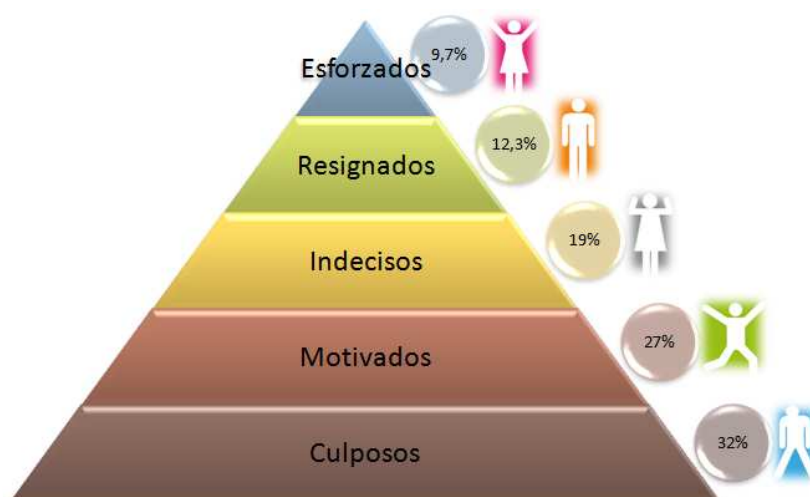 Esforzados
9,7%
Resignados
12,3%
Indecisos
19%
Motivados
27%
Culposos
32%